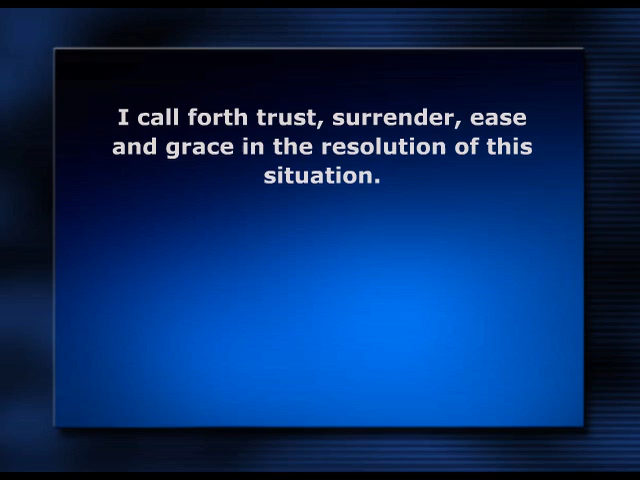 I call forth trust, surrender, ease
and grace in the resolution of this
situation.